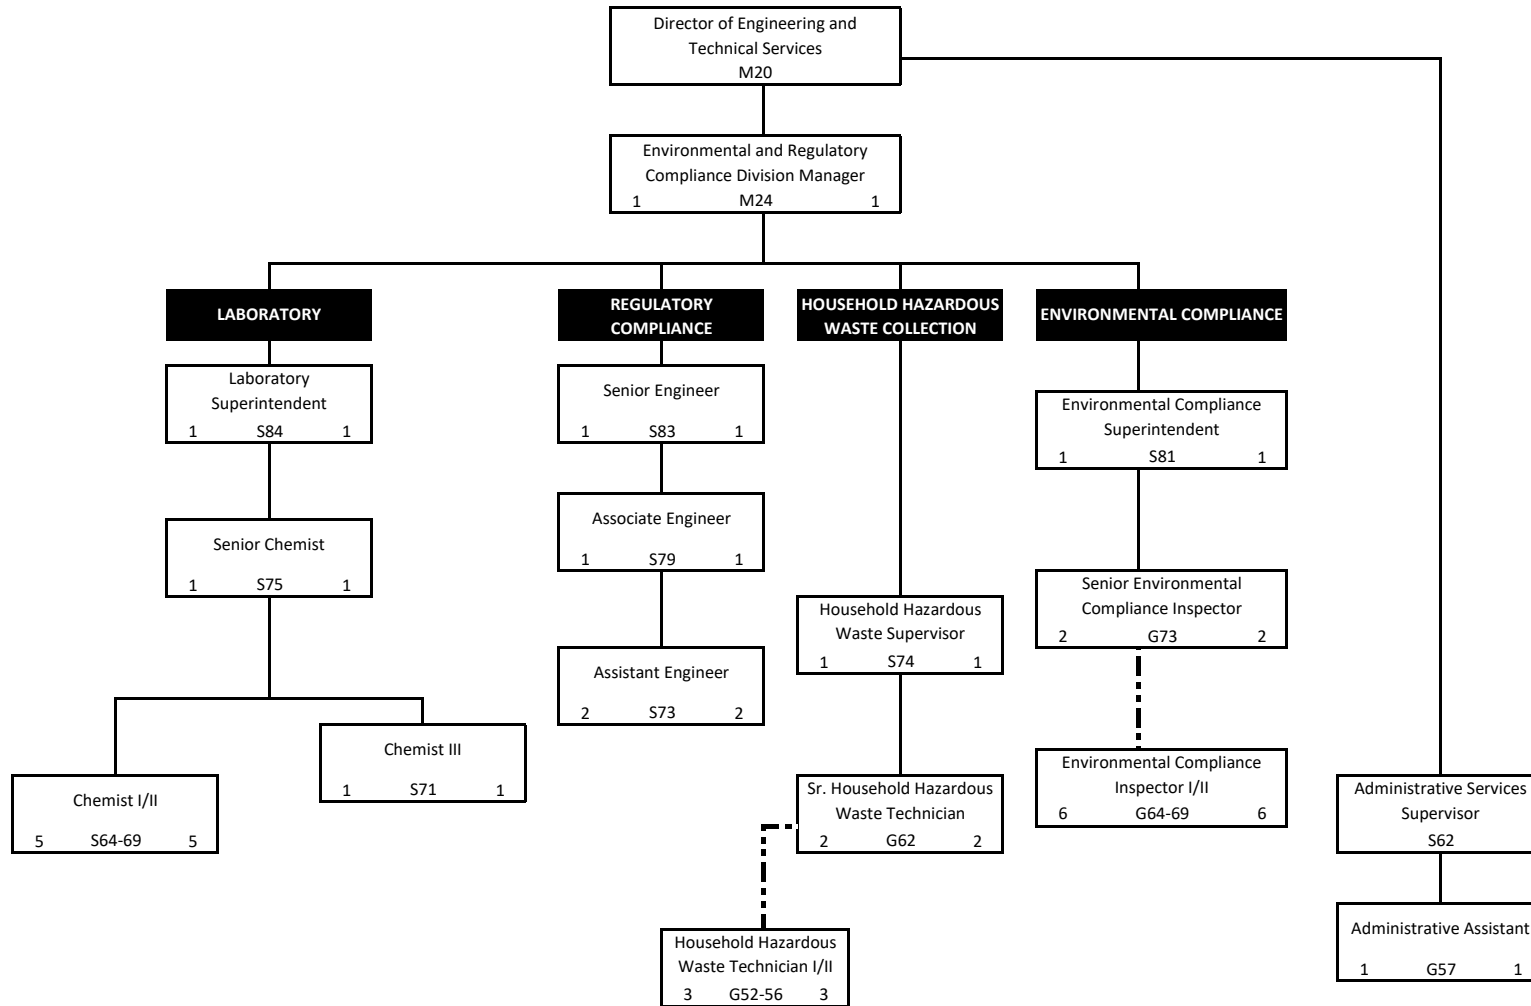 Director of Engineering and
Technical Services
M20
Environmental and Regulatory
Compliance Division Manager
1 M24 1
LABORATORY
Laboratory
Superintendent
1 S84 1
Senior Chemist
1 S75 1
Chemist I/II
5 S64-69 5
Chemist III
1 S71 1
REGULATORY
COMPLIANCE
Senior Engineer
1 S83 1
Associate Engineer
1 S79 1
Assistant Engineer
2 S73 2
HOUSEHOLD HAZARDOUS
WASTE COLLECTION
Household Hazardous
Waste Supervisor
1 S74 1
Sr. Household Hazardous
Waste Technician
2 G62 2
Household Hazardous
Waste Technician I/II
3 G52-56 3
ENVIRONMENTAL COMPLIANCE
Environmental Compliance
Superintendent
1 S81 1
Senior Environmental
Compliance Inspector
2 G73 2
Environmental Compliance
Inspector I/II
6 G64-69 6
Administrative Services
Supervisor
S62
Administrative Assistant
1 G57 1